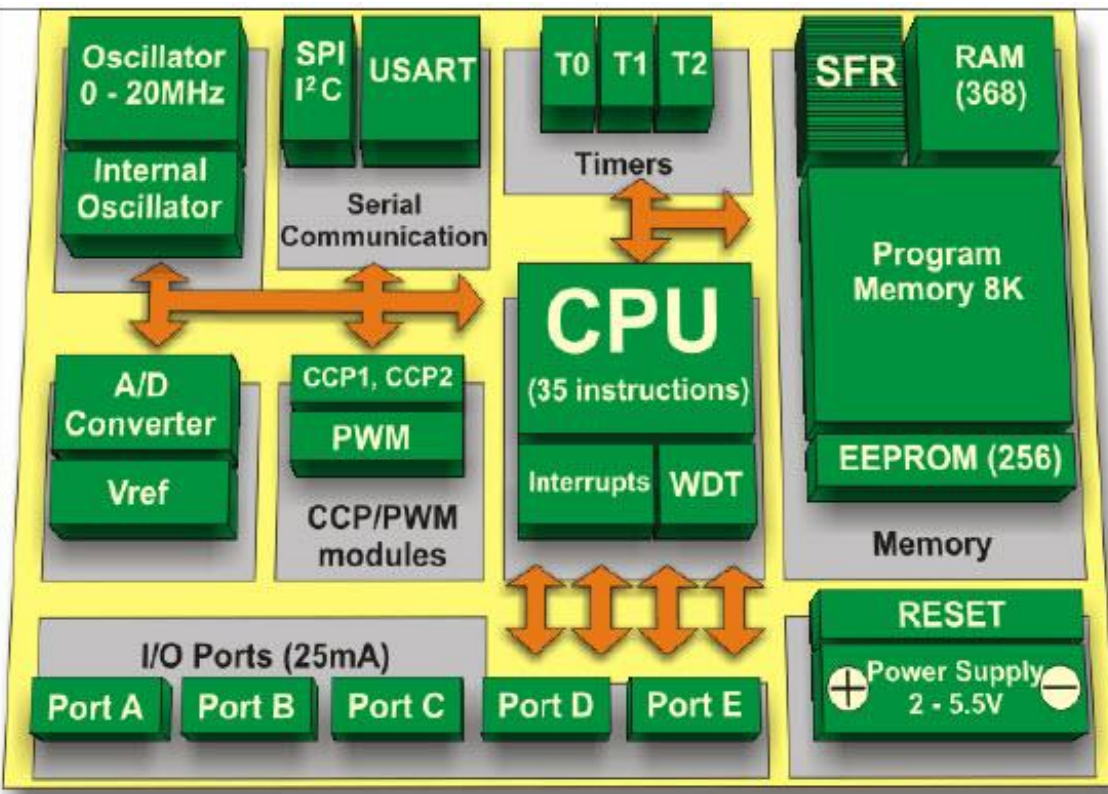 Oscillator
0 - 20MHz
Internal
Oscillator
SPI
I²C
USART
Serial
Communication
T0
T1
T2
Timers
SFR
RAM
(368)
Program
Memory 8K
EEPROM (256)
Memory
CPU
(35 instructions)
Interrupts
WDT
A/D
Converter
Vref
CCP1, CCP2
PWM
CCP/PWM
modules
I/O Ports (25mA)
Port A
Port B
Port C
Port D
Port E
RESET
+
Power Supply
2 - 5.5V
−